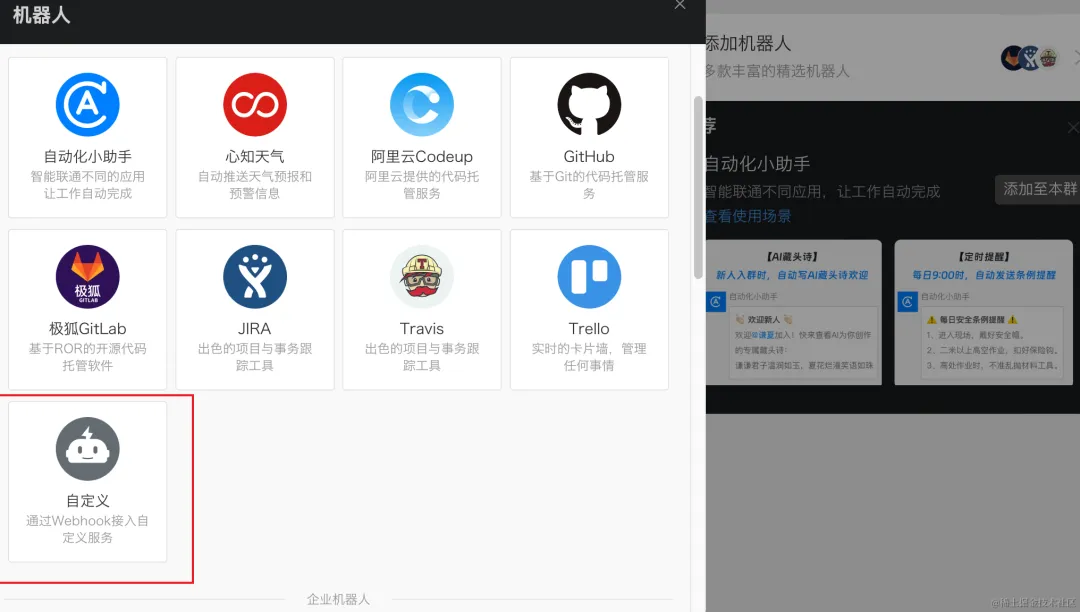 机器人
自动化小助手
智能联通不同的应用
让工作自动完成
心知天气
自动推送天气预报和
预警信息
阿里云Codeup
阿里云提供的代码托
管服务
GitHub
基于Git的代码托管服
务
极狐
GITLAB
极狐GitLab
基于ROR的开源代码
托管软件
JIRA
出色的项目与事务跟
踪工具
Travis
出色的项目与事务跟
踪工具
Trello
实时的卡片墙，管理
任何事情
自定义
通过Webhook接入自
定义服务
企业机器人
添加机器人
多款丰富的精选机器人
荐
自动化小助手
智能联通不同应用，让工作自动完成
查看使用场景
添加至本群
【AI藏头诗】
新人入群时，自动写AI藏头诗欢迎
自动化小助手
欢迎新人
欢迎@谦夏加入！快来查看AI为你创作
的专属藏头诗：
谦谦君子温润如玉，夏花烂漫笑语如珠
【定时提醒】
每日9:00时，自动发送条例提醒
自动化小助手
每日安全条例提醒
1、进入现场，戴好安全帽。
2、二米以上高空作业，扣好保险钩。
3、高处作业时，不准乱抛材料工具。
@稀土掘金技术社区